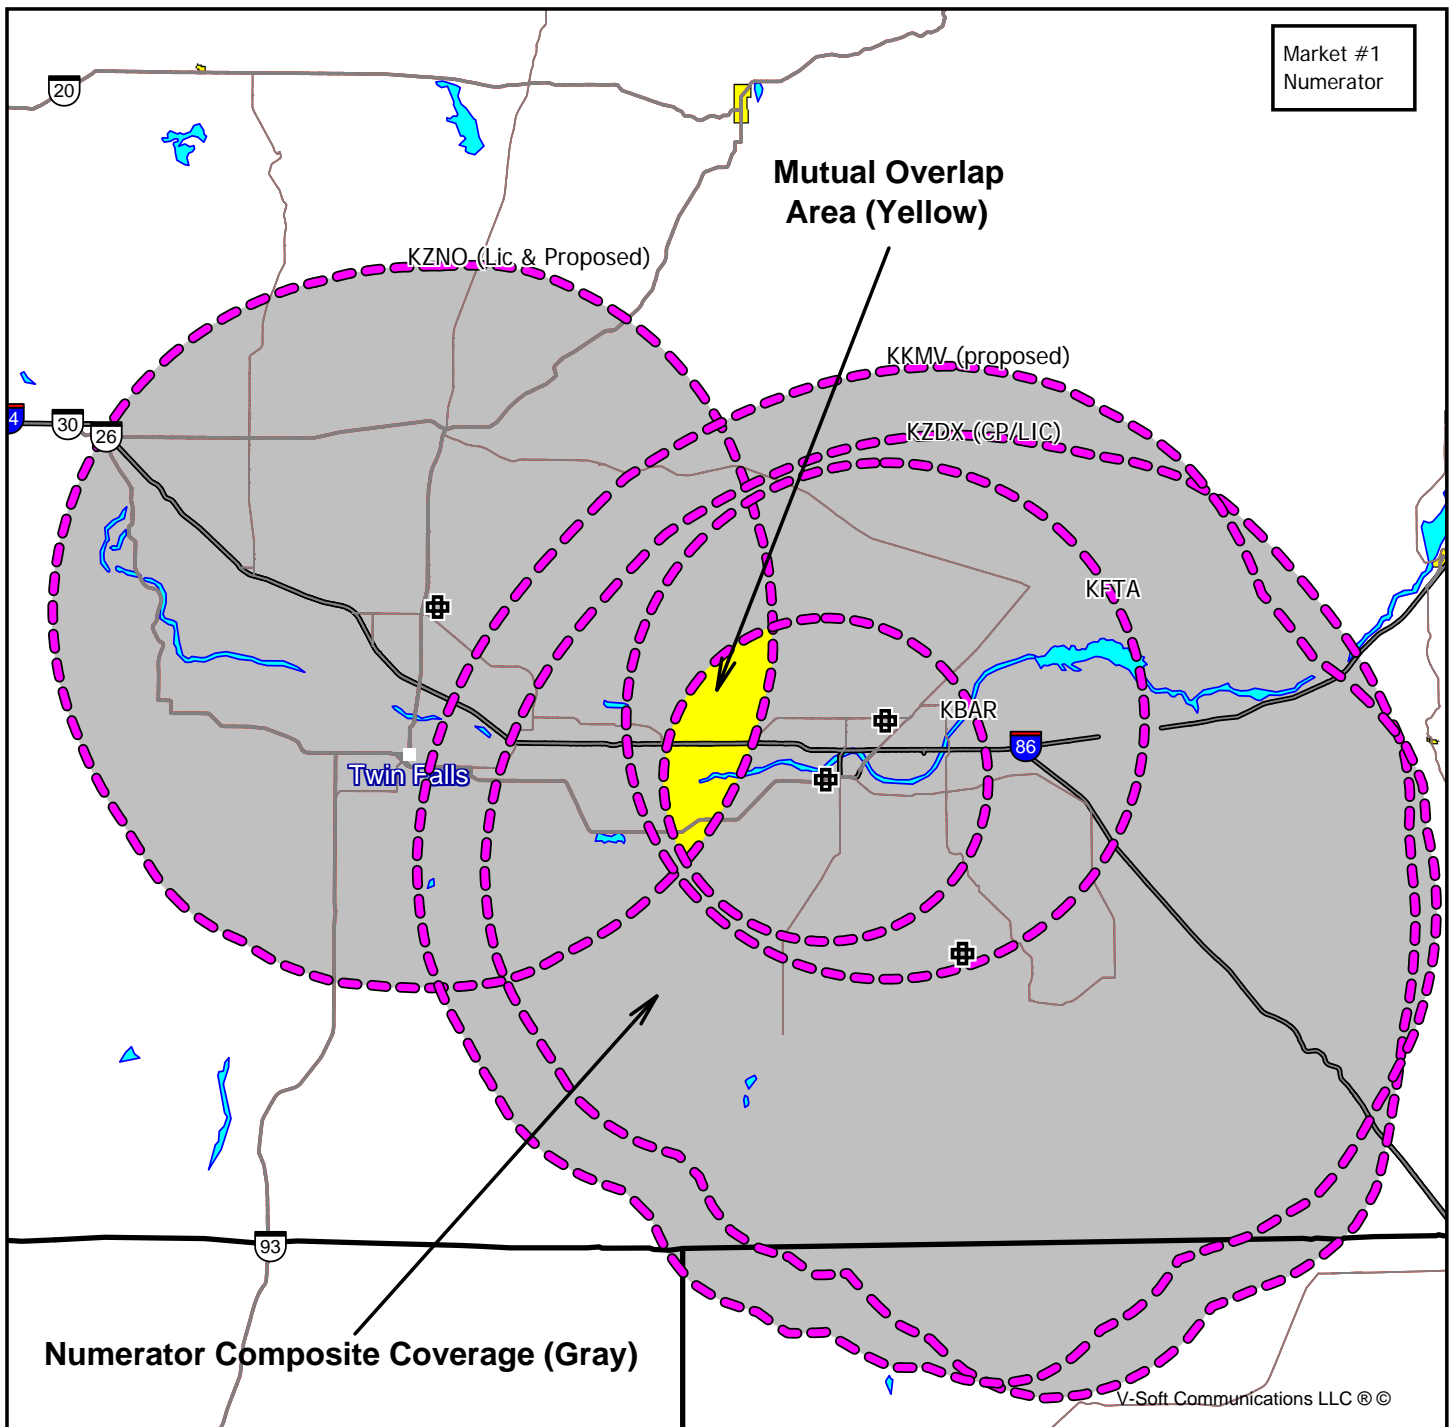 Market #1
Numerator
20
Mutual Overlap
Area (Yellow)
KZNO (Lic & Proposed)
KKMV (proposed)
4
30
26
KZDX (CP/LIC)
KFTA
KBAR
86
Twin Falls
93
Numerator Composite Coverage (Gray)
V-Soft Communications LLC ® ©